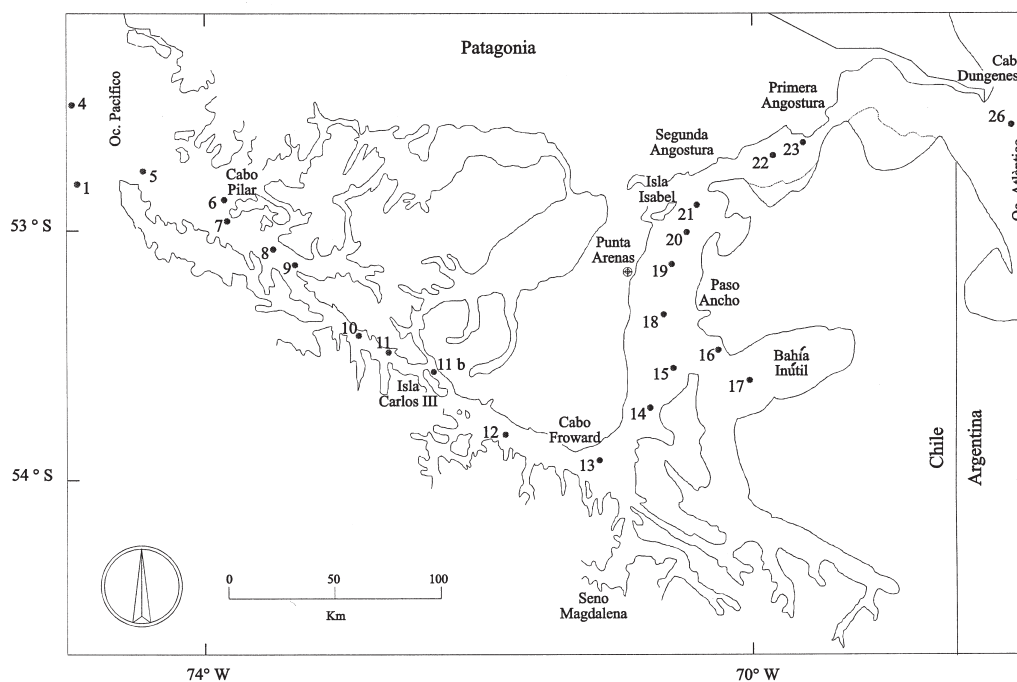 Patagonia
Cab
Dungenes
26
Primera
Angostura
Segunda
Angostura
22
23
Oc. Pacífico
4
1
5
Cabo
Pilar
6
7
8
9
Isla
Isabel
21
20
53° S
Punta
Arenas
19
Paso
Ancho
18
10
11
11 b
Isla
Carlos III
16
15
17
Bahía
Inútil
14
12
Cabo
Froward
13
Chile
Argentina
Oc. Atlàntic
54° S
0
50
100
Km
Seno
Magdalena
74° W
70° W